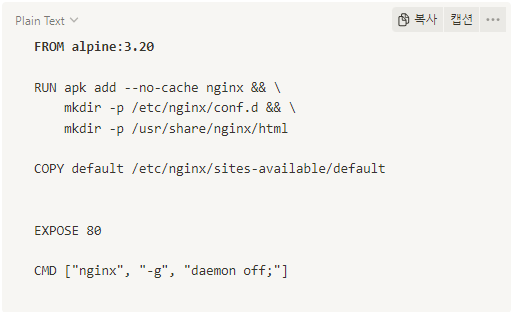 Plain Text
복사 캡션
FROM alpine:3.20
RUN apk add --no-cache nginx && \
    mkdir -p /etc/nginx/conf.d && \
    mkdir -p /usr/share/nginx/html
COPY default /etc/nginx/sites-available/default
EXPOSE 80
CMD ["nginx", "-g", "daemon off;"]